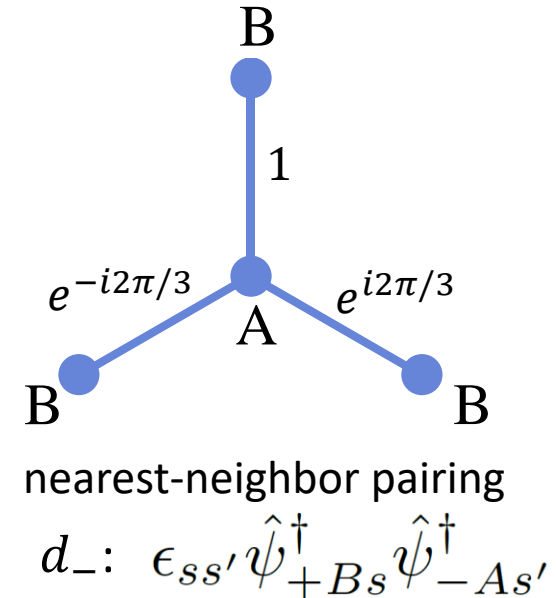 B
1
e^{-i2π/3} e^{i2π/3}
A
B B
nearest-neighbor pairing
d_−: ϵ_{ss′} ψ̂^†_{+Bs} ψ̂^†_{−As′}